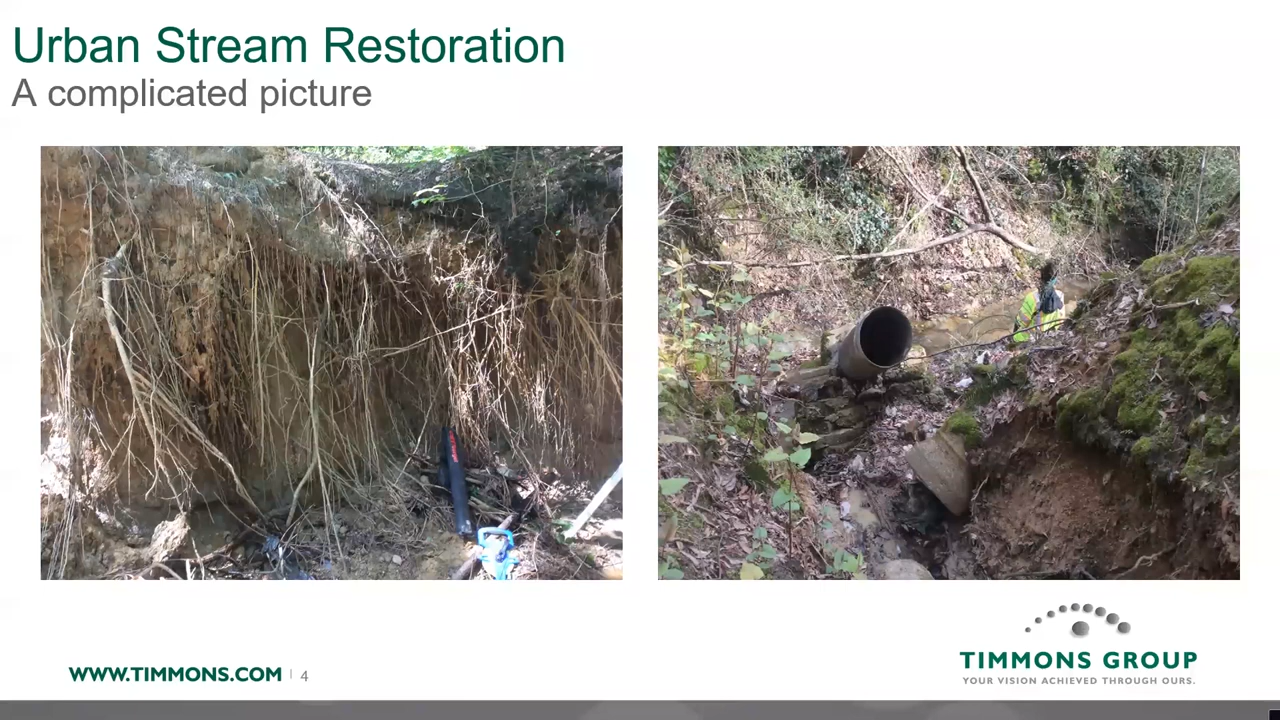 Urban Stream Restoration
A complicated picture
WWW.TIMMONS.COM | 4
TIMMONS GROUP
YOUR VISION ACHIEVED THROUGH OURS.